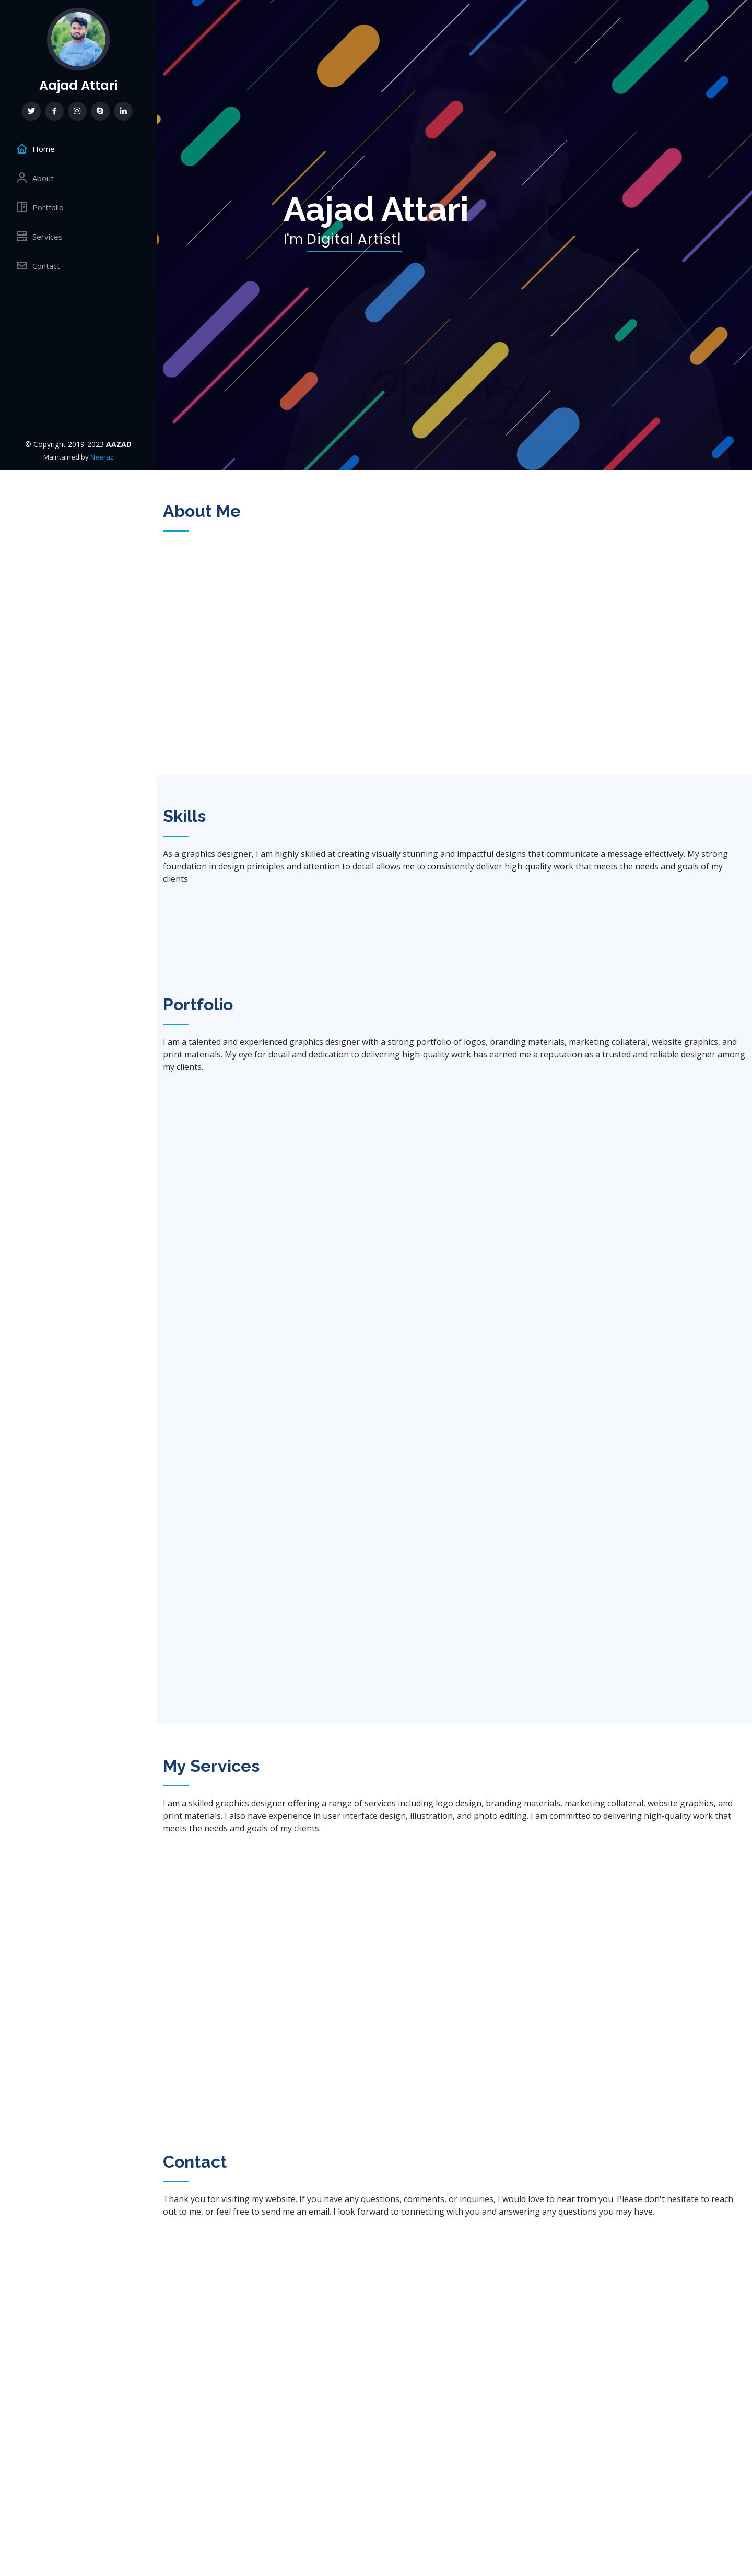 Aajad Attari
Home
About
Portfolio
Services
Contact
© Copyright 2019-2023 AAZAD
Maintained by Neeraz
Aajad Attari
I'm Digital Artist|
About Me
Skills
As a graphics designer, I am highly skilled at creating visually stunning and impactful designs that communicate a message effectively. My strong
foundation in design principles and attention to detail allows me to consistently deliver high-quality work that meets the needs and goals of my
clients.
Portfolio
I am a talented and experienced graphics designer with a strong portfolio of logos, branding materials, marketing collateral, website graphics, and
print materials. My eye for detail and dedication to delivering high-quality work has earned me a reputation as a trusted and reliable designer among
my clients.
My Services
I am a skilled graphics designer offering a range of services including logo design, branding materials, marketing collateral, website graphics, and
print materials. I also have experience in user interface design, illustration, and photo editing. I am committed to delivering high-quality work that
meets the needs and goals of my clients.
Contact
Thank you for visiting my website. If you have any questions, comments, or inquiries, I would love to hear from you. Please don't hesitate to reach
out to me, or feel free to send me an email. I look forward to connecting with you and answering any questions you may have.